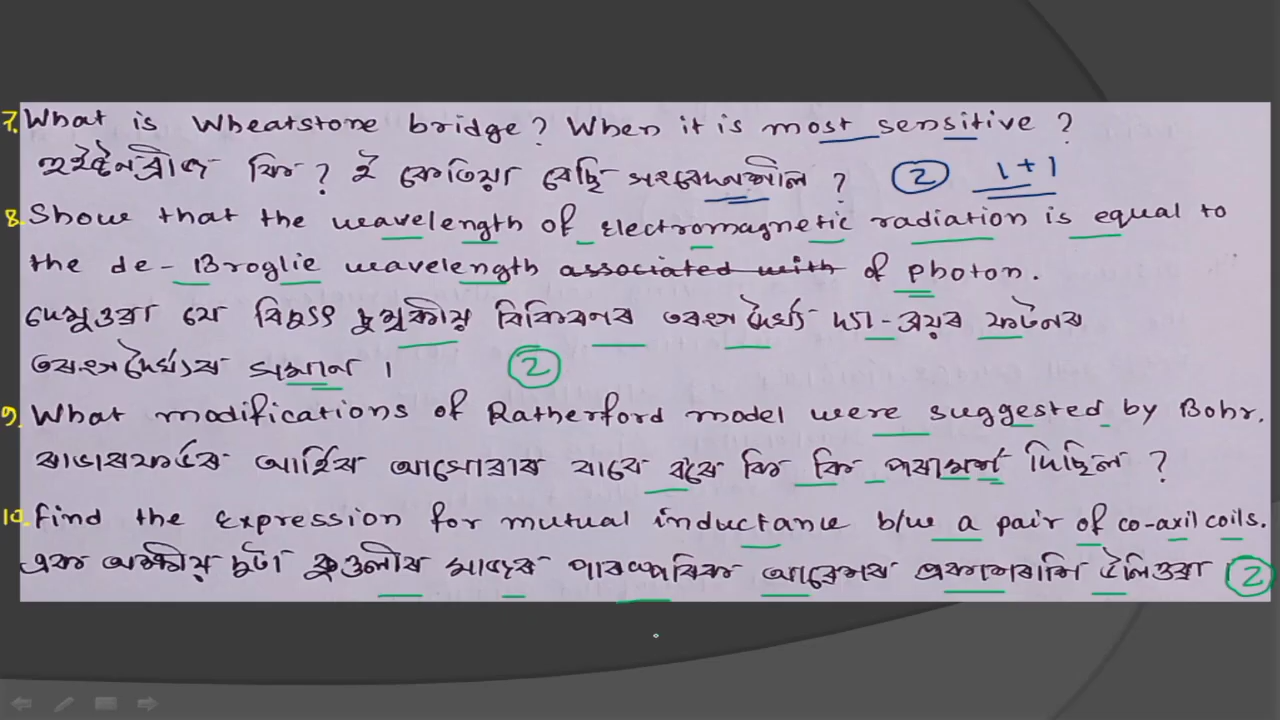 7. What is Wheatstone bridge? When it is most sensitive ?
হুইটষ্টনব্ৰীজ কি ? ই কেতিয়া বেছি সংবেদনশীল ? 2 1+1
8. Show that the wavelength of Electromagnetic radiation is equal to
the de-Broglie wavelength associated with of photon.
দেখুওৱা যে বিদ্যুৎ চুম্বকীয় বিকিৰণৰ তৰংগ দৈৰ্ঘ্য দ্য-ব্ৰয়ৰ ফটনৰ
তৰংগদৈৰ্ঘ্যৰ সমান । 2
9. What modifications of Ratherford model were suggested by Bohr.
ৰাডাৰফৰ্ডৰ আৰ্হিৰ আসোৱাহ বাবে ব'ৰে কি কি পৰামৰ্শ দিছিল ?
10. Find the expression for mutual inductance b/w a pair of co-axil coils.
একে অক্ষীয় দুটা কুণ্ডলীৰ মাজৰ পাৰস্পৰিক আবেশৰ প্ৰকাশৰাশি উলিওৱা 2